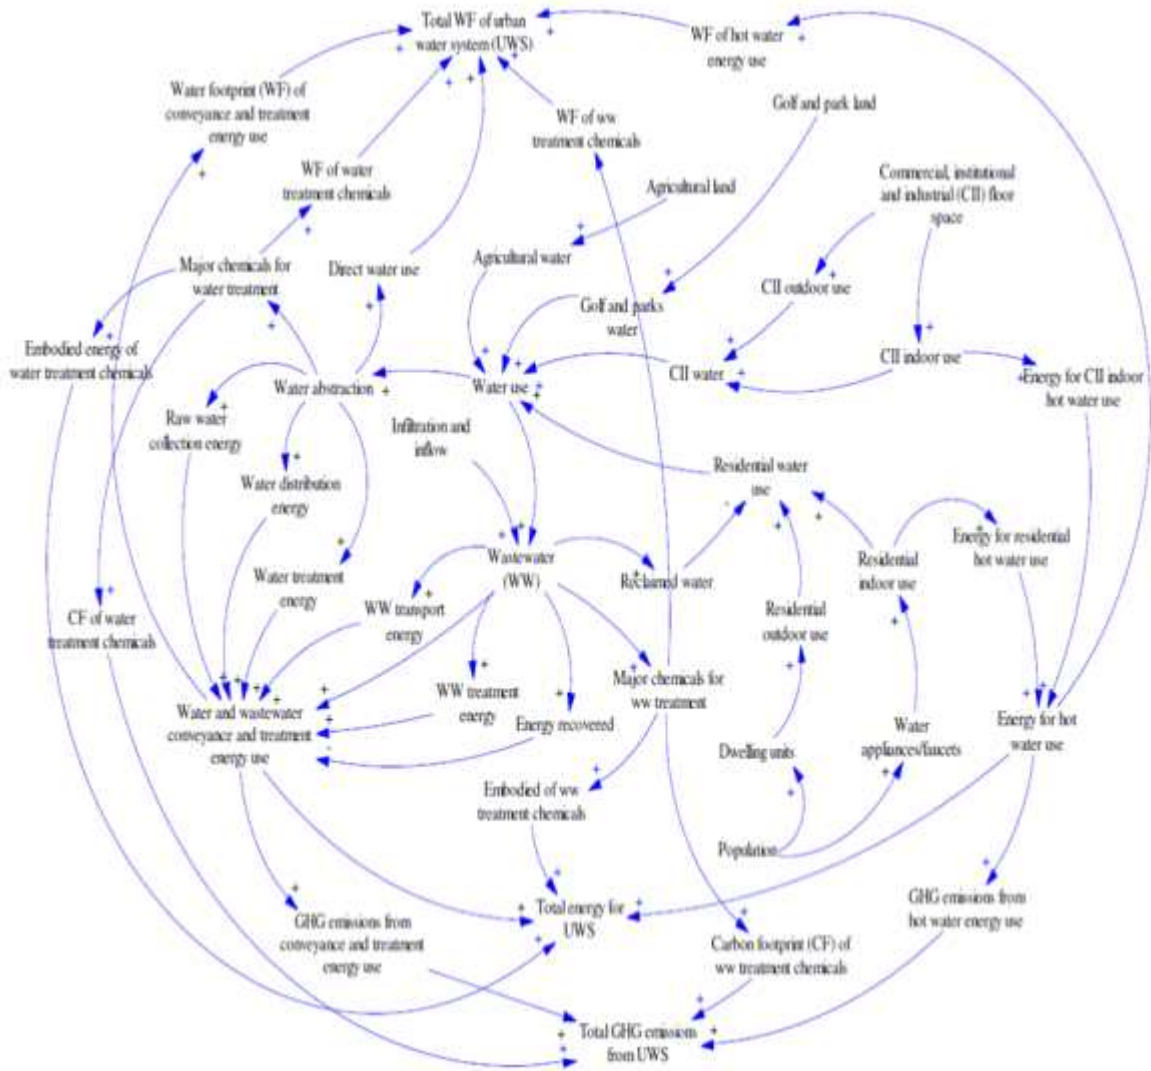 Total WF of urban
water system (UWS)
WF of hot water
energy use
Water footprint (WF) of
conveyance and treatment
energy use
Golf and park land
WF of ww
treatment chemicals
WF of water
treatment chemicals
Agricultural land
Commercial, institutional
and industrial (CII) floor
space
Major chemicals for
water treatment
Direct water use
Agricultural water
CII outdoor use
Golf and parks
water
Embodied energy of
water treatment chemicals
Water abstraction
Water use
CII water
CII indoor use
Energy for CII indoor
hot water use
Raw water
collection energy
Infiltration and
inflow
Water distribution
energy
Residential water
use
Wastewater
(WW)
Reclaimed water
Residential
indoor use
Energy for residential
hot water use
Water treatment
energy
CF of water
treatment chemicals
WW transport
energy
Residential
outdoor use
Water and wastewater
conveyance and treatment
energy use
WW treatment
energy
Energy recovered
Major chemicals for
ww treatment
Dwelling units
Water
appliances/faucets
Energy for hot
water use
Embodied of ww
treatment chemicals
Population
GHG emissions from
conveyance and treatment
energy use
Total energy for
UWS
Carbon footprint (CF) of
ww treatment chemicals
GHG emissions from
hot water energy use
Total GHG emissions
from UWS